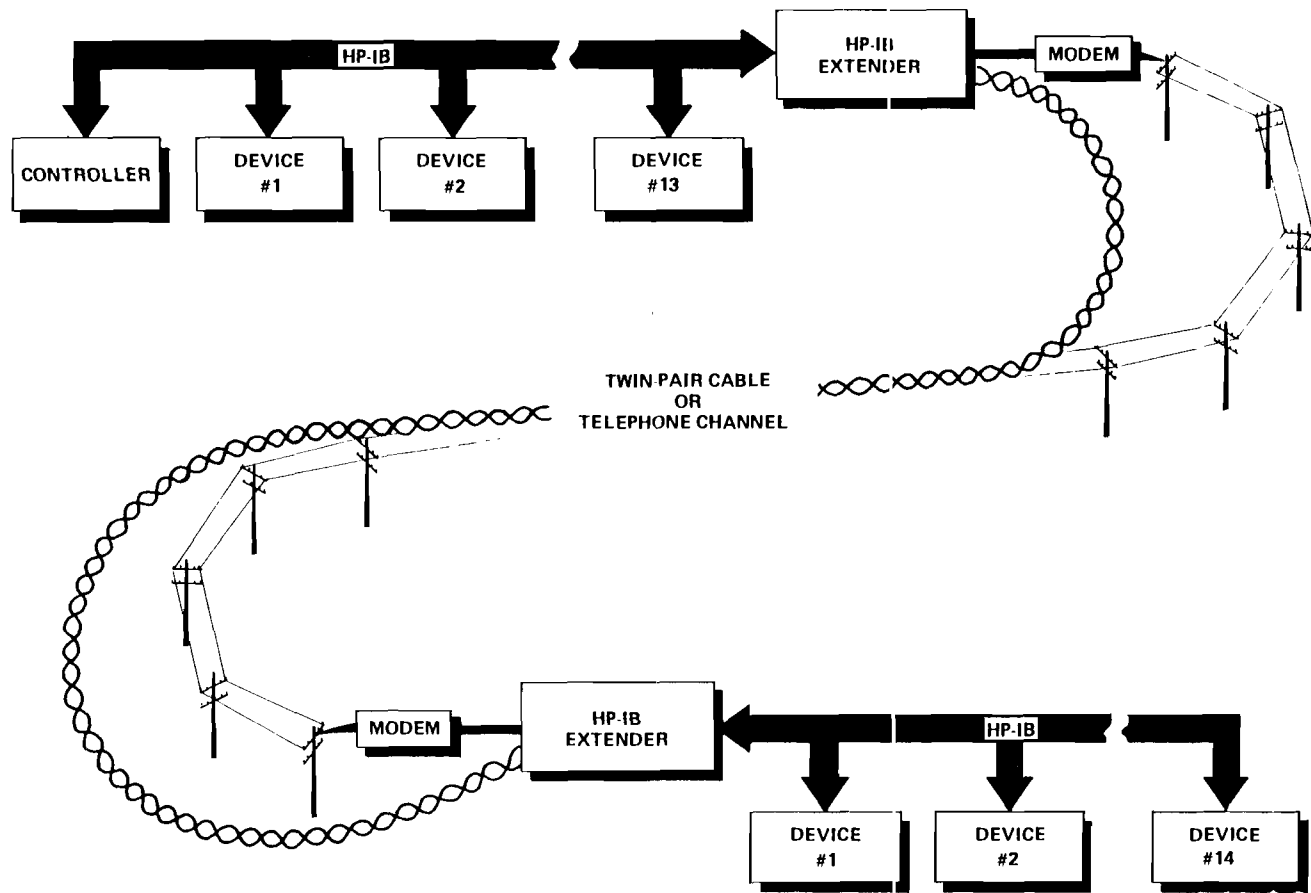 HP-IB
HP-IB
EXTENDER
MODEM
CONTROLLER
DEVICE
#1
DEVICE
#2
DEVICE
#13
TWIN-PAIR CABLE
OR
TELEPHONE CHANNEL
MODEM
HP-IB
EXTENDER
HP-IB
DEVICE
#1
DEVICE
#2
DEVICE
#14